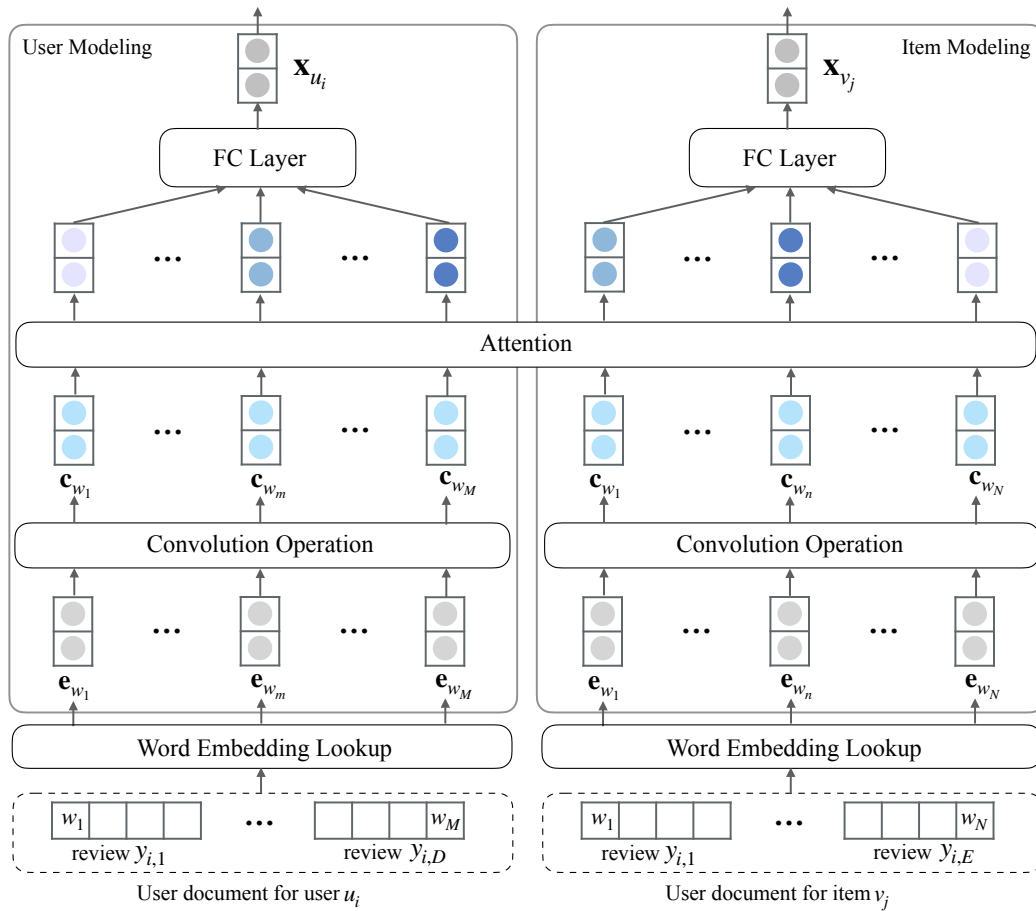 User Modeling
Item Modeling
𝐱_{u_i}
𝐱_{v_j}
FC Layer
FC Layer
... ...
... ...
Attention
... ...
... ...
𝐜_{w_1} 𝐜_{w_m} 𝐜_{w_M}
𝐜_{w_1} 𝐜_{w_n} 𝐜_{w_N}
Convolution Operation
Convolution Operation
... ...
... ...
𝐞_{w_1} 𝐞_{w_m} 𝐞_{w_M}
𝐞_{w_1} 𝐞_{w_n} 𝐞_{w_N}
Word Embedding Lookup
Word Embedding Lookup
w_1 ... w_M
w_1 ... w_N
review y_{i,1} review y_{i,D}
review y_{i,1} review y_{i,E}
User document for user u_i
User document for item v_j